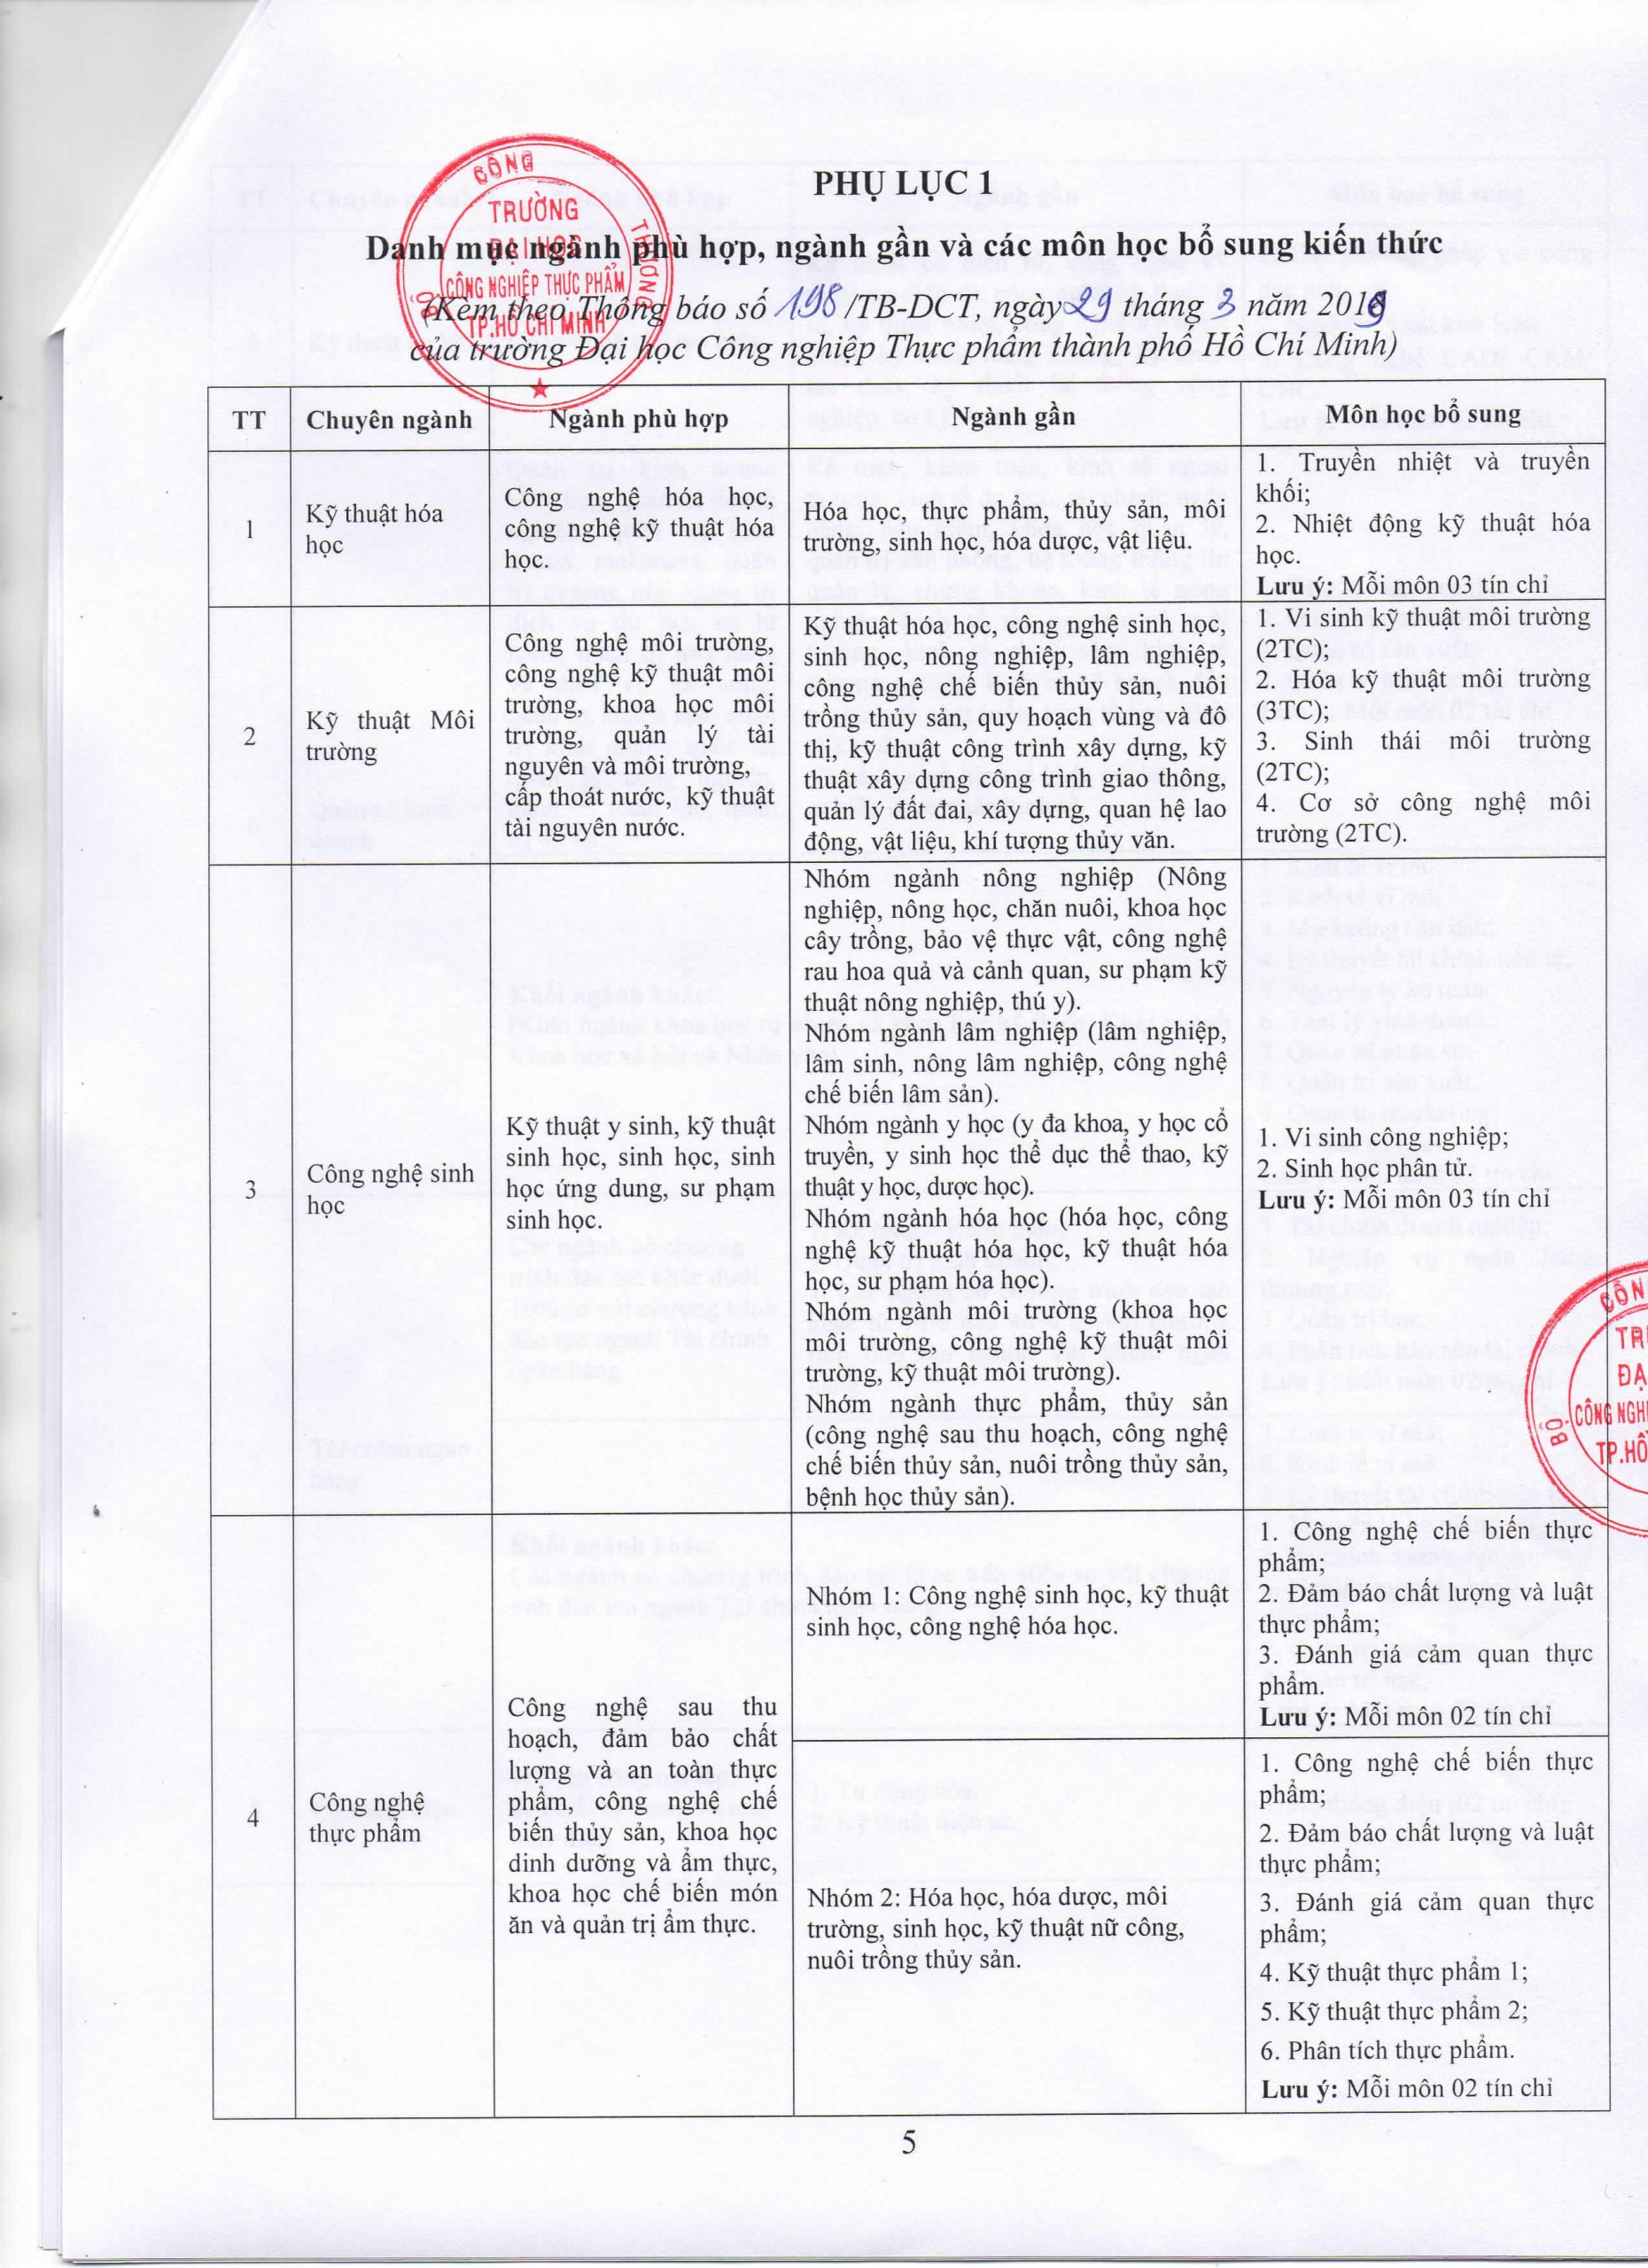 PHỤ LỤC 1
Danh mục ngành phù hợp, ngành gần và các môn học bổ sung kiến thức
(Kèm theo Thông báo số 198/TB-DCT, ngày 29 tháng 3 năm 2019
của trường Đại học Công nghiệp Thực phẩm thành phố Hồ Chí Minh)
BỘ CÔNG THƯƠNG
TRƯỜNG
ĐẠI HỌC
CÔNG NGHIỆP THỰC PHẨM
TP.HỒ CHÍ MINH
TT
Chuyên ngành
Ngành phù hợp
Ngành gần
Môn học bổ sung
1
Kỹ thuật hóa
học
Công nghệ hóa học,
công nghệ kỹ thuật hóa
học.
Hóa học, thực phẩm, thủy sản, môi
trường, sinh học, hóa dược, vật liệu.
1. Truyền nhiệt và truyền
khối;
2. Nhiệt động kỹ thuật hóa
học.
Lưu ý: Mỗi môn 03 tín chỉ
2
Kỹ thuật Môi
trường
Công nghệ môi trường,
công nghệ kỹ thuật môi
trường, khoa học môi
trường, quản lý tài
nguyên và môi trường,
cấp thoát nước, kỹ thuật
tài nguyên nước.
Kỹ thuật hóa học, công nghệ sinh học,
sinh học, nông nghiệp, lâm nghiệp,
công nghệ chế biến thủy sản, nuôi
trồng thủy sản, quy hoạch vùng và đô
thị, kỹ thuật công trình xây dựng, kỹ
thuật xây dựng công trình giao thông,
quản lý đất đai, xây dựng, quan hệ lao
động, vật liệu, khí tượng thủy văn.
1. Vi sinh kỹ thuật môi trường
(2TC);
2. Hóa kỹ thuật môi trường
(3TC);
3. Sinh thái môi trường
(2TC);
4. Cơ sở công nghệ môi
trường (2TC).
3
Công nghệ sinh
học
Kỹ thuật y sinh, kỹ thuật
sinh học, sinh học, sinh
học ứng dung, sư phạm
sinh học.
Nhóm ngành nông nghiệp (Nông
nghiệp, nông học, chăn nuôi, khoa học
cây trồng, bảo vệ thực vật, công nghệ
rau hoa quả và cảnh quan, sư phạm kỹ
thuật nông nghiệp, thú y).
Nhóm ngành lâm nghiệp (lâm nghiệp,
lâm sinh, nông lâm nghiệp, công nghệ
chế biến lâm sản).
Nhóm ngành y học (y đa khoa, y học cổ
truyền, y sinh học thể dục thể thao, kỹ
thuật y học, dược học).
Nhóm ngành hóa học (hóa học, công
nghệ kỹ thuật hóa học, kỹ thuật hóa
học, sư phạm hóa học).
Nhóm ngành môi trường (khoa học
môi trường, công nghệ kỹ thuật môi
trường, kỹ thuật môi trường).
Nhóm ngành thực phẩm, thủy sản
(công nghệ sau thu hoạch, công nghệ
chế biến thủy sản, nuôi trồng thủy sản,
bệnh học thủy sản).
1. Vi sinh công nghiệp;
2. Sinh học phân tử.
Lưu ý: Mỗi môn 03 tín chỉ
4
Công nghệ
thực phẩm
Công nghệ sau thu
hoạch, đảm bảo chất
lượng và an toàn thực
phẩm, công nghệ chế
biến thủy sản, khoa học
dinh dưỡng và ẩm thực,
khoa học chế biến món
ăn và quản trị ẩm thực.
Nhóm 1: Công nghệ sinh học, kỹ thuật
sinh học, công nghệ hóa học.
1. Công nghệ chế biến thực
phẩm;
2. Đảm báo chất lượng và luật
thực phẩm;
3. Đánh giá cảm quan thực
phẩm.
Lưu ý: Mỗi môn 02 tín chỉ
Nhóm 2: Hóa học, hóa dược, môi
trường, sinh học, kỹ thuật nữ công,
nuôi trồng thủy sản.
1. Công nghệ chế biến thực
phẩm;
2. Đảm báo chất lượng và luật
thực phẩm;
3. Đánh giá cảm quan thực
phẩm;
4. Kỹ thuật thực phẩm 1;
5. Kỹ thuật thực phẩm 2;
6. Phân tích thực phẩm.
Lưu ý: Mỗi môn 02 tín chỉ
5